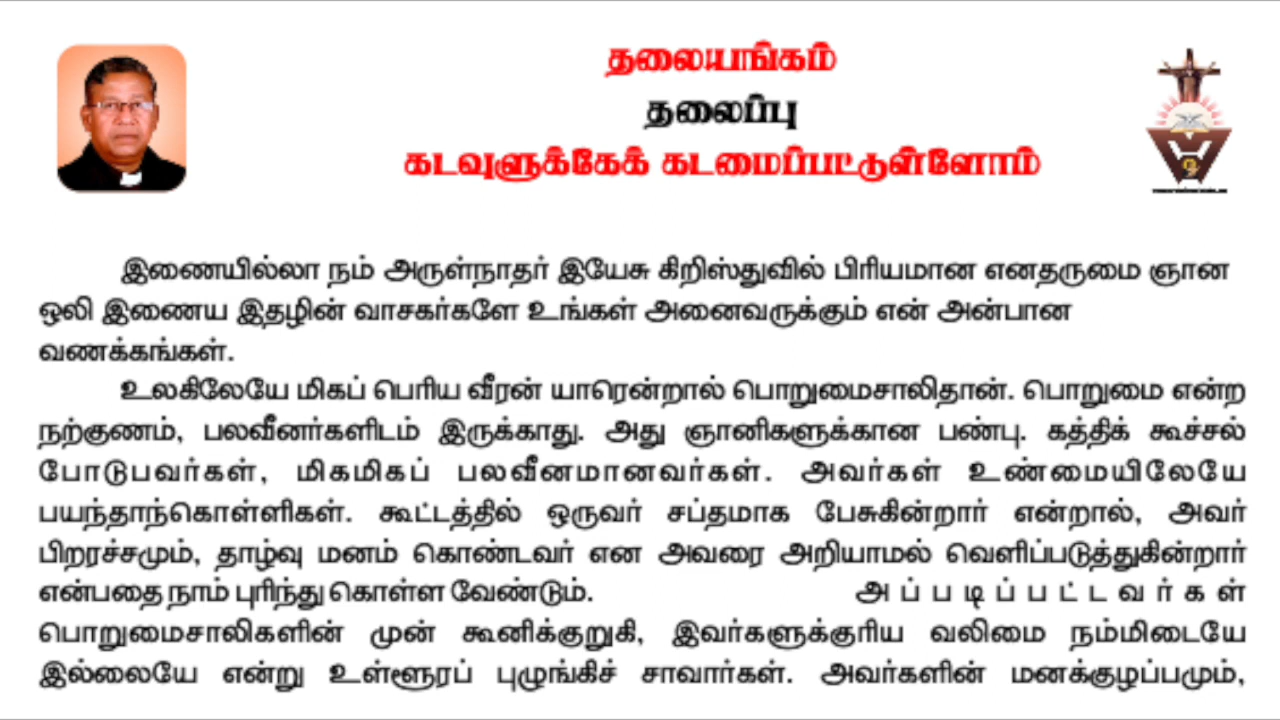 தலையங்கம்
தலைப்பு
கடவுளுக்கேக் கடமைப்பட்டுள்ளோம்
இணையில்லா நம் அருள்நாதர் இயேசு கிறிஸ்துவில் பிரியமான எனதருமை ஞான
ஒலி இணைய இதழின் வாசகர்களே உங்கள் அனைவருக்கும் என் அன்பான
வணக்கங்கள்.
உலகிலேயே மிகப் பெரிய வீரன் யாரென்றால் பொறுமைசாலிதான். பொறுமை என்ற
நற்குணம், பலவீனர்களிடம் இருக்காது. அது ஞானிகளுக்கான பண்பு. கத்திக் கூச்சல்
போடுபவர்கள், மிகமிகப் பலவீனமானவர்கள். அவர்கள் உண்மையிலேயே
பயந்தாந்கொள்ளிகள். கூட்டத்தில் ஒருவர் சப்தமாக பேசுகின்றார் என்றால், அவர்
பிறரச்சமும், தாழ்வு மனம் கொண்டவர் என அவரை அறியாமல் வெளிப்படுத்துகின்றார்
என்பதை நாம் புரிந்து கொள்ள வேண்டும். அப்படிப்பட்டவர்கள்
பொறுமைசாலிகளின் முன் கூனிக்குறுகி, இவர்களுக்குரிய வலிமை நம்மிடையே
இல்லையே என்று உள்ளூரப் புழுங்கிச் சாவார்கள். அவர்களின் மனக்குழப்பமும்,